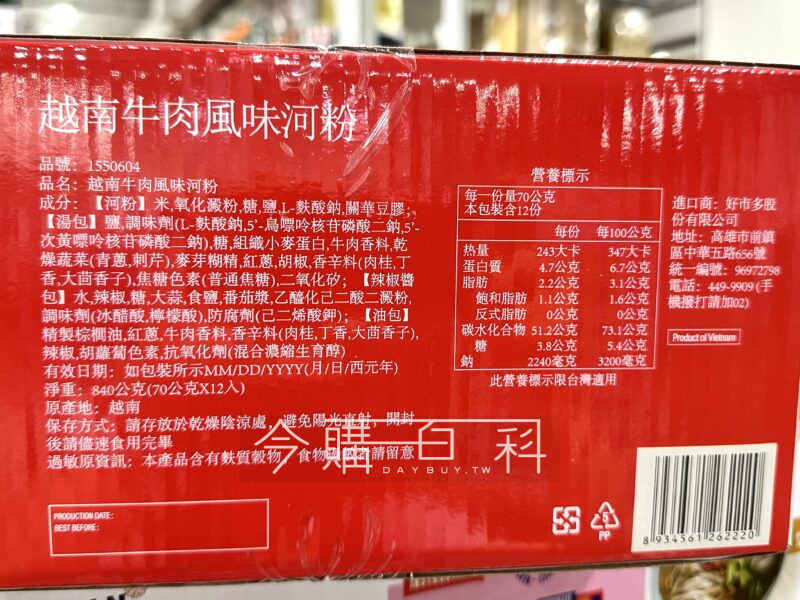 越南牛肉風味河粉
品號: 1550604
品名: 越南牛肉風味河粉
成分: 【河粉】米,氧化澱粉,糖,鹽,L-麩酸鈉,關華豆膠;
【湯包】鹽,調味劑(L-麩酸鈉,5'-鳥嘌呤核苷磷酸二鈉,5'-
次黃嘌呤核苷磷酸二鈉),糖,組織小麥蛋白,牛肉香料,乾
燥蔬菜(青蔥,刺芹),麥芽糊精,紅蔥,胡椒,香辛料(肉桂,丁
香,大茴香子),焦糖色素(普通焦糖),二氧化矽; 【辣椒醬
包】水,辣椒,糖,大蒜,食鹽,番茄漿,乙醯化己二酸二澱粉,
調味劑(冰醋酸,檸檬酸),防腐劑(己二烯酸鉀); 【油包】
精製棕櫚油,紅蔥,牛肉香料,香辛料(肉桂,丁香,大茴香子),
辣椒,胡蘿蔔色素,抗氧化劑(混合濃縮生育醇)
有效日期: 如包裝所示MM/DD/YYYY(月/日/西元年)
淨重: 840公克(70公克X12入)
原產地: 越南
保存方式: 請存放於乾燥陰涼處, 避免陽光直射, 開封
後請儘速食用完畢
過敏原資訊: 本產品含有麩質穀物, 食物過敏者請留意
營養標示
每一份量70公克
本包裝含12份
每份 每100公克
熱量 243大卡 347大卡
蛋白質 4.7公克 6.7公克
脂肪 2.2公克 3.1公克
飽和脂肪 1.1公克 1.6公克
反式脂肪 0公克 0公克
碳水化合物 51.2公克 73.1公克
糖 3.8公克 5.4公克
鈉 2240毫克 3200毫克
此營養標示限台灣適用
進口商: 好市多股
份有限公司
地址: 高雄市前鎮
區中華五路656號
統一編號: 96972798
電話: 449-9909 (手
機撥打請加02)
Product of Vietnam
今購百科
DAYBUY.TW
PRODUCTION DATE :
BEST BEFORE :
5
PP
8 934561 262220